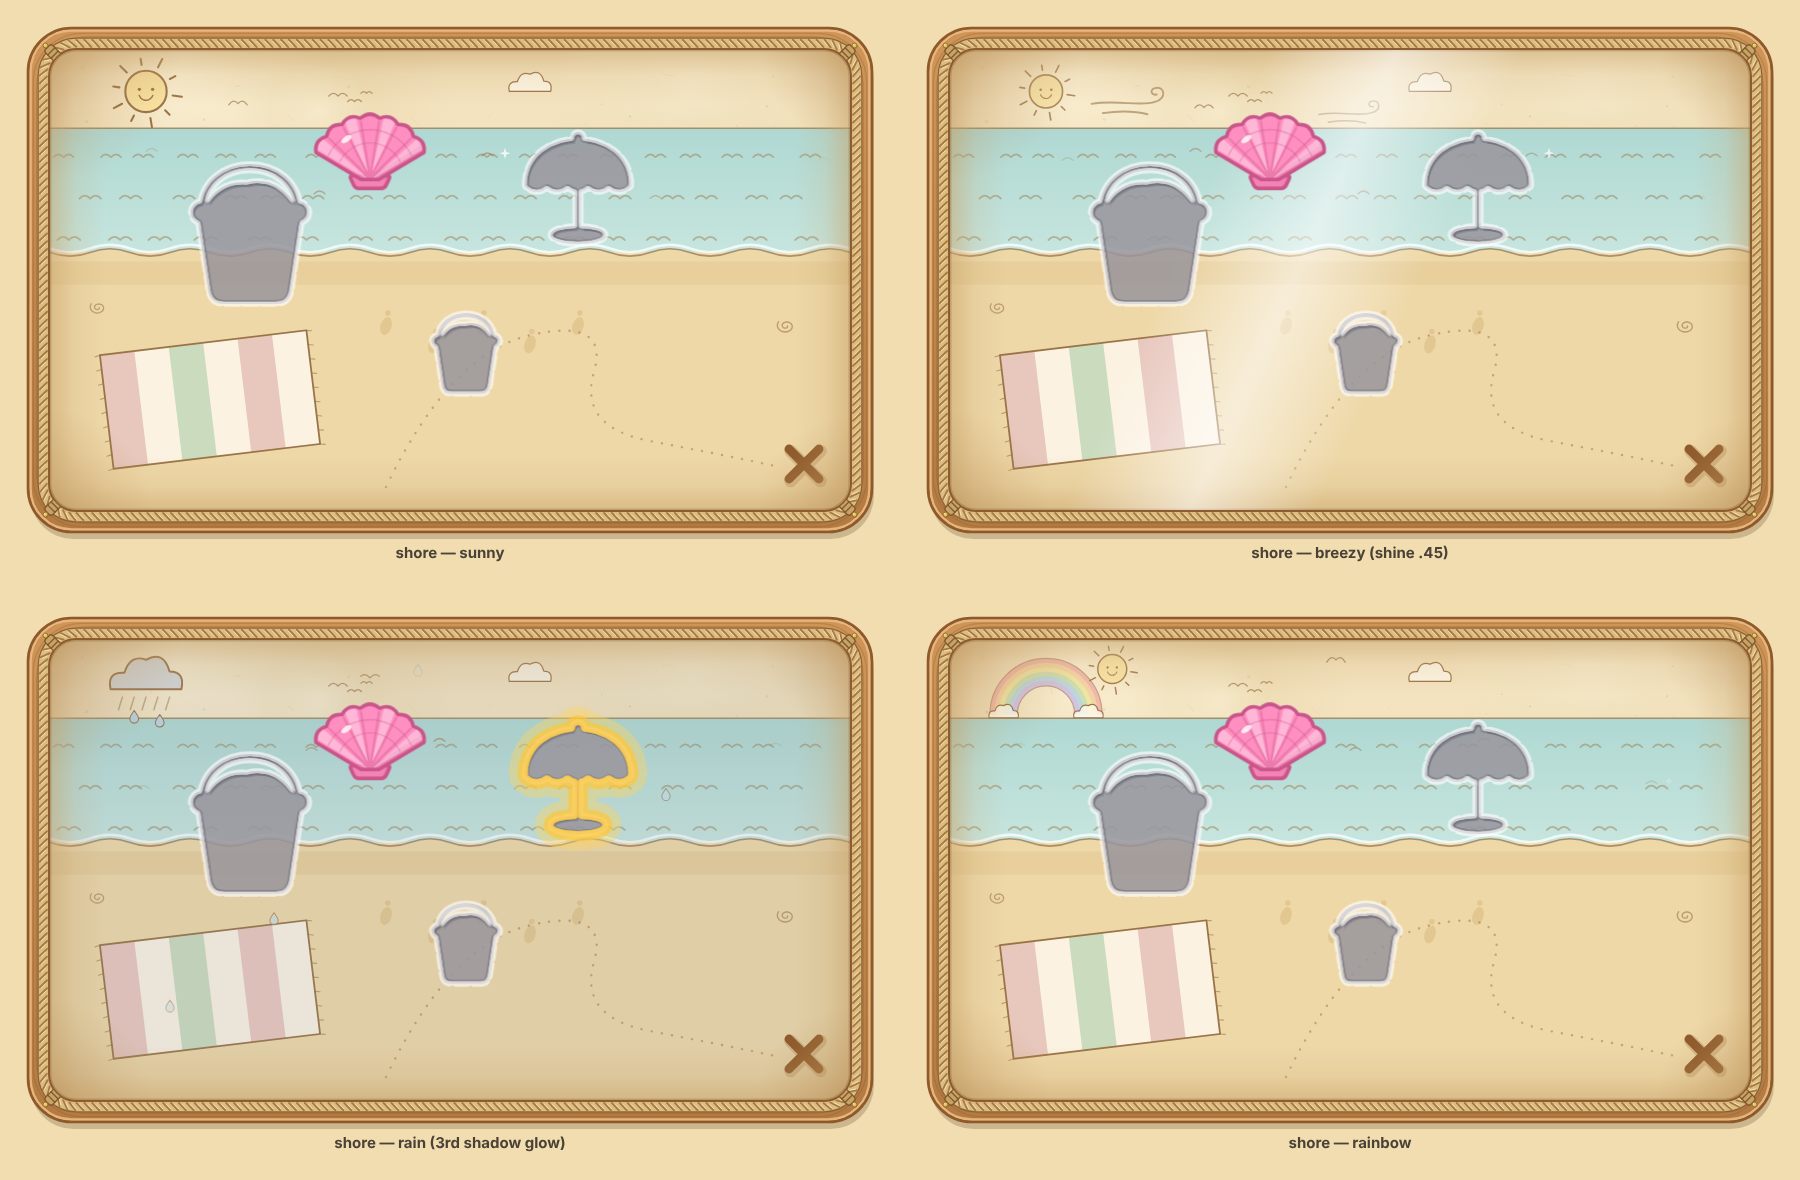 shore — sunny
shore — breezy (shine .45)
shore — rain (3rd shadow glow)
shore — rainbow